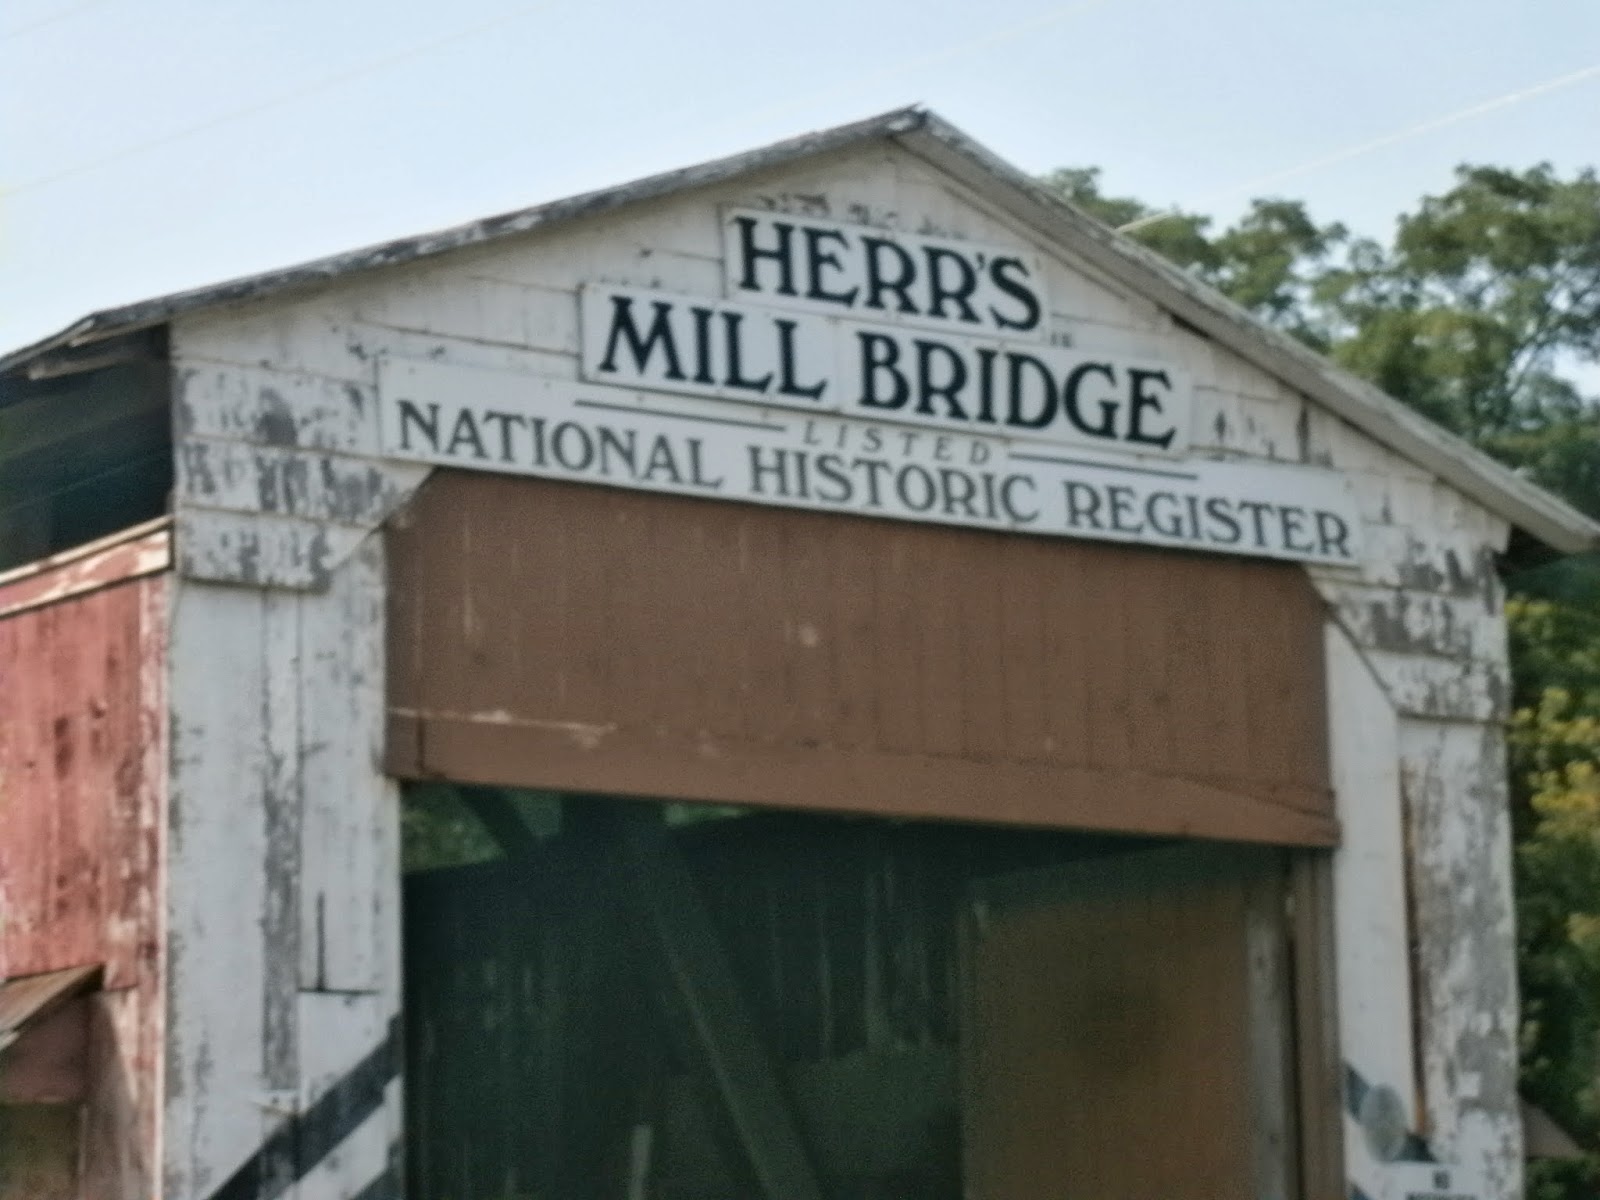 HERR'S
MILL BRIDGE
LISTED
NATIONAL HISTORIC REGISTER